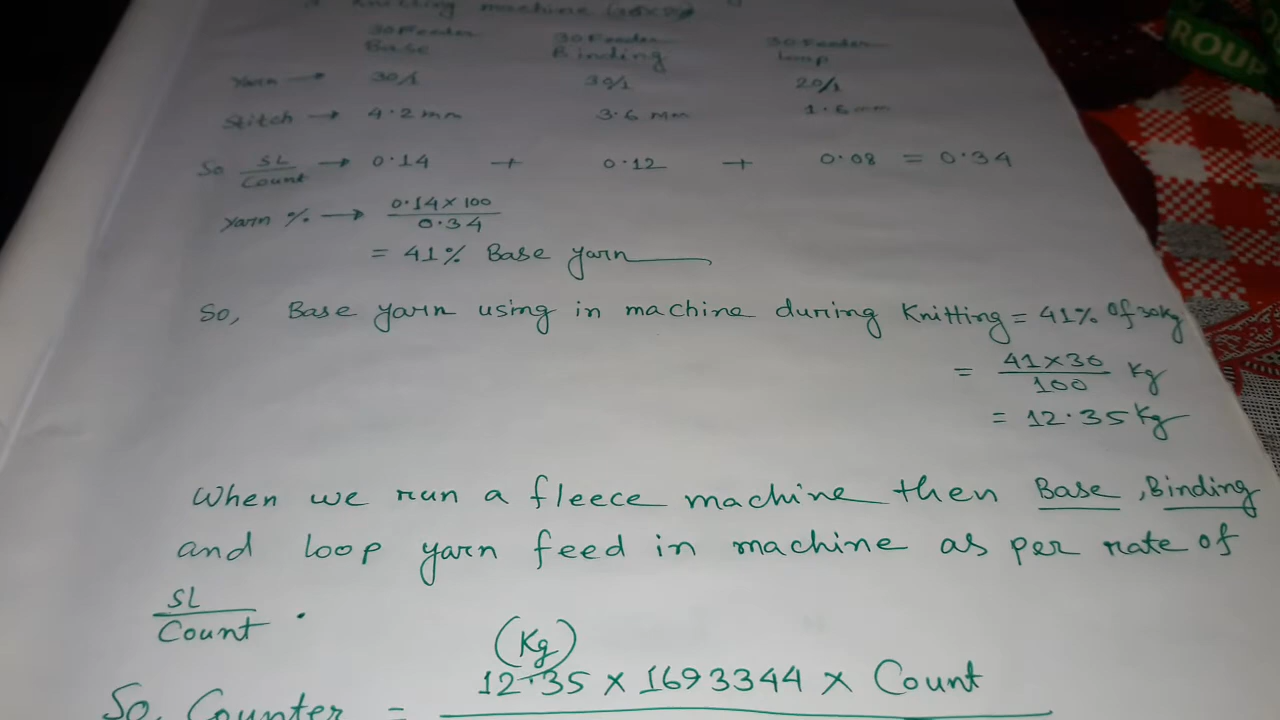 Knitting machine
30 Feeder Base 30 Feeder Binding 30 Feeder Loop
Yarn → 30/1 30/1 20/1
Stitch → 4.2 mm 3.6 mm 1.6 mm
So SL/Count → 0.14 + 0.12 + 0.08 = 0.34
Yarn % → 0.14 × 100 / 0.34
= 41% Base yarn
So, Base yarn using in machine during Knitting = 41% of 30kg
= 41×30/100 Kg
= 12.35 Kg
When we run a fleece machine then Base, Binding
and loop yarn feed in machine as per rate of
SL/Count .
(Kg)
So, Counter = 12.35 × 1693344 × Count
ROUP